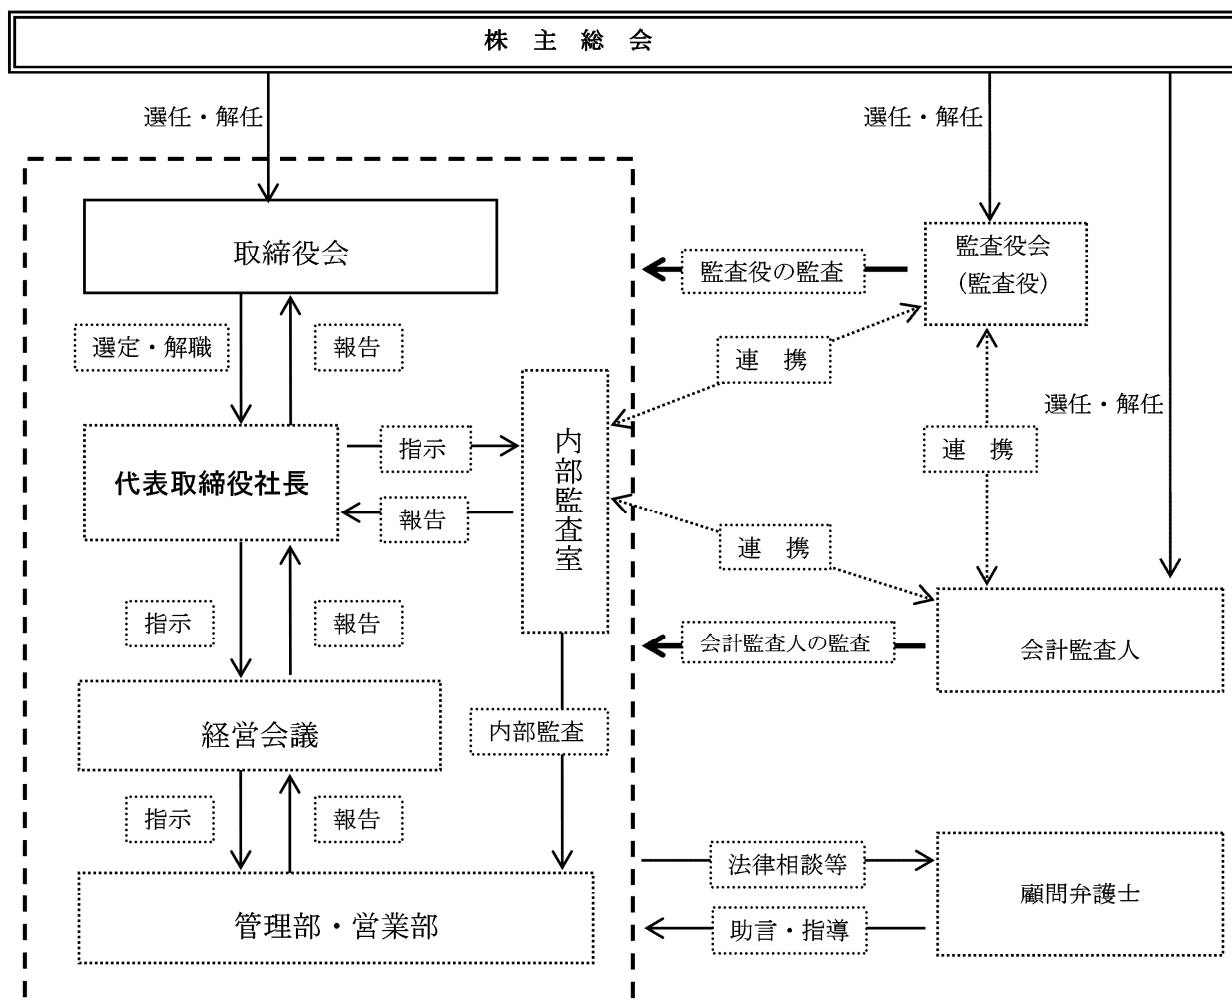 株 主 総 会
選任・解任
選任・解任
取締役会
監査役の監査
監査役会
(監査役)
選定・解職
報告
連 携
選任・解任
連 携
代表取締役社長
指示
報告
内部監査室
連 携
指示
報告
会計監査人の監査
会計監査人
経営会議
内部監査
指示
報告
法律相談等
顧問弁護士
管理部・営業部
助言・指導